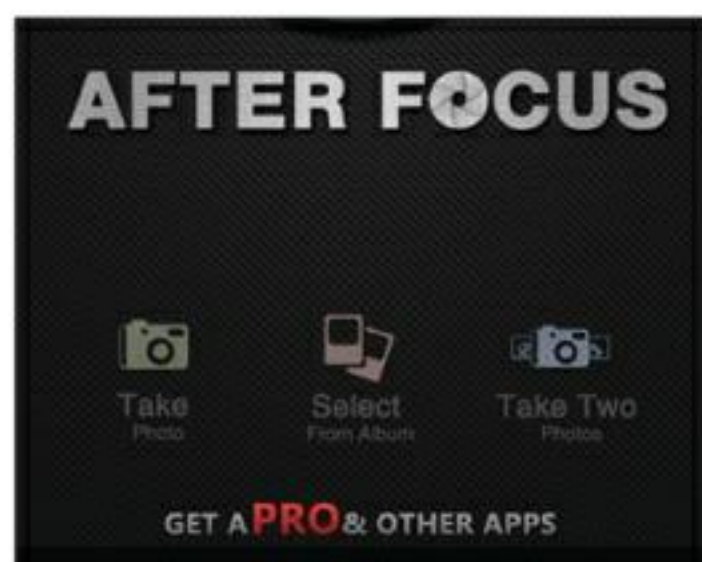 AFTER FOCUS
Take
Photo
Select
From Album
Take Two
Photos
GET A PRO & OTHER APPS